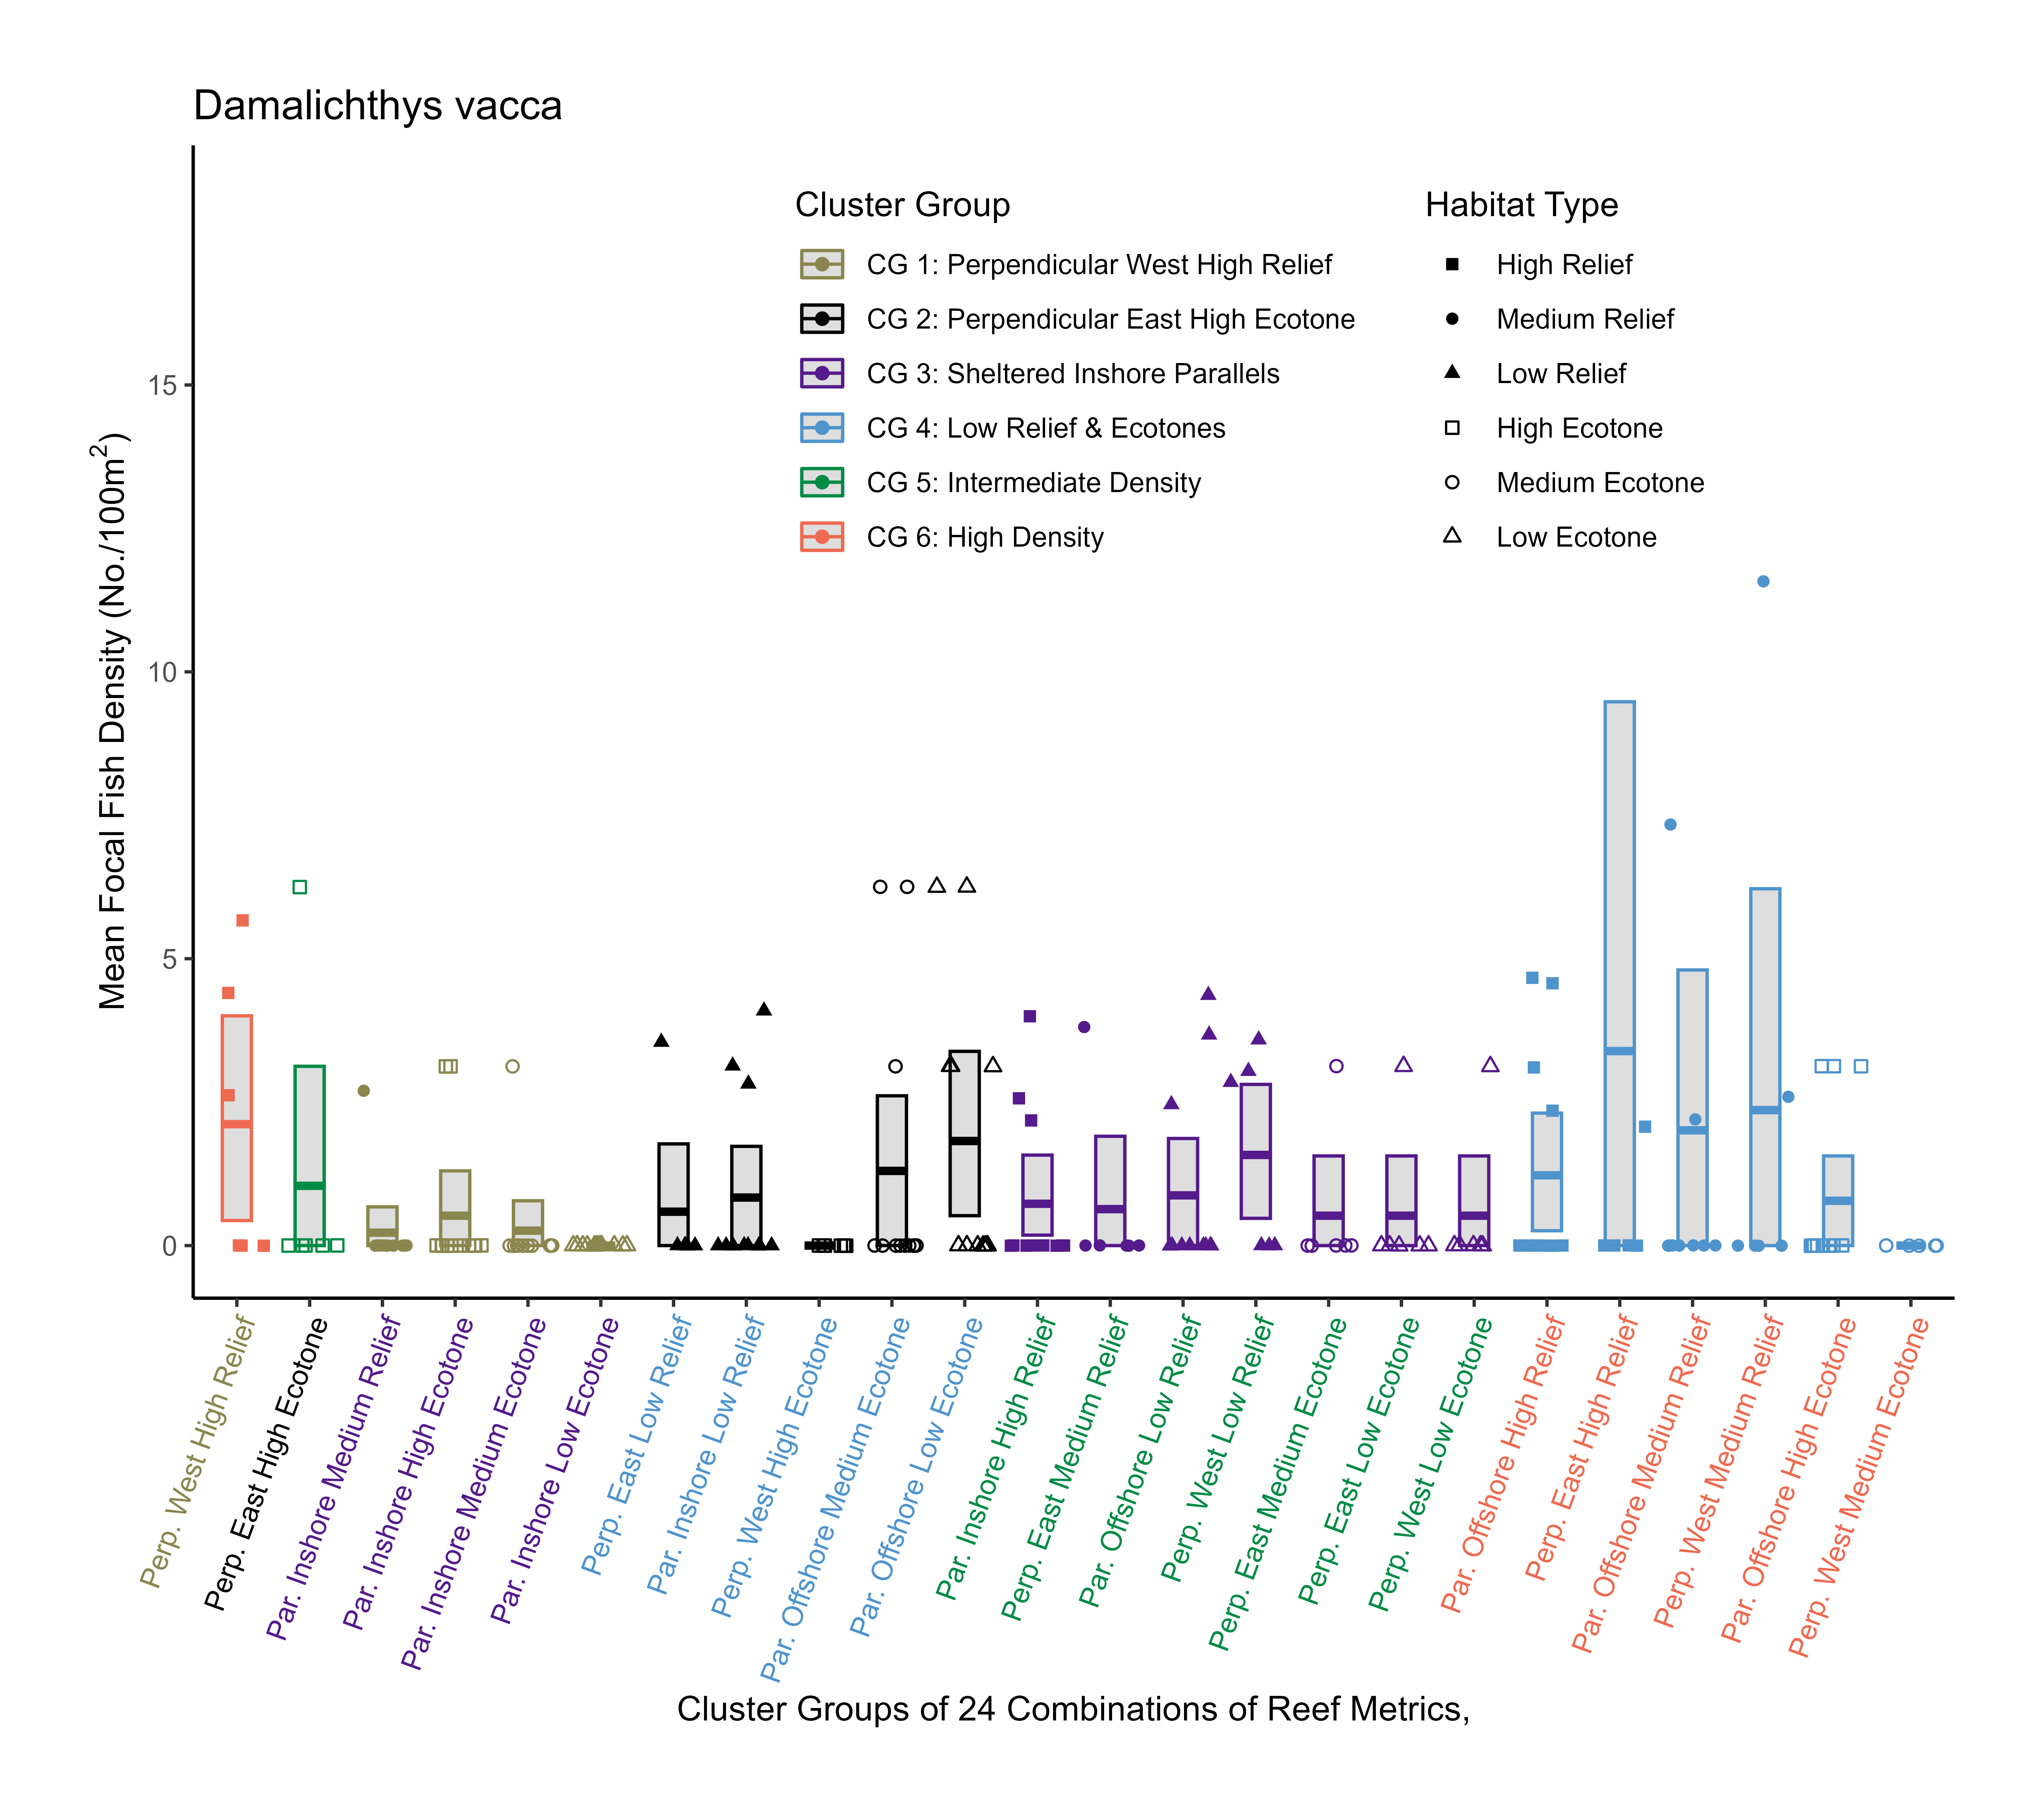 Damalichthys vacca
Cluster Group
CG 1: Perpendicular West High Relief
CG 2: Perpendicular East High Ecotone
CG 3: Sheltered Inshore Parallels
CG 4: Low Relief & Ecotones
CG 5: Intermediate Density
CG 6: High Density
Habitat Type
High Relief
Medium Relief
Low Relief
High Ecotone
Medium Ecotone
Low Ecotone
Mean Focal Fish Density (No./100m²)
15
10
5
0
Perp. West High Relief
Perp. East High Ecotone
Par. Inshore Medium Relief
Par. Inshore High Ecotone
Par. Inshore Medium Ecotone
Par. Inshore Low Ecotone
Perp. East Low Relief
Par. Inshore Low Relief
Perp. West High Ecotone
Par. Offshore Medium Ecotone
Par. Offshore Low Ecotone
Par. Inshore High Relief
Perp. East Medium Relief
Par. Offshore Low Relief
Perp. West Low Relief
Perp. East Medium Ecotone
Perp. East Low Ecotone
Perp. West Low Ecotone
Par. Offshore High Relief
Perp. East High Relief
Par. Offshore Medium Relief
Perp. West Medium Relief
Par. Offshore High Ecotone
Perp. West Medium Ecotone
Cluster Groups of 24 Combinations of Reef Metrics,